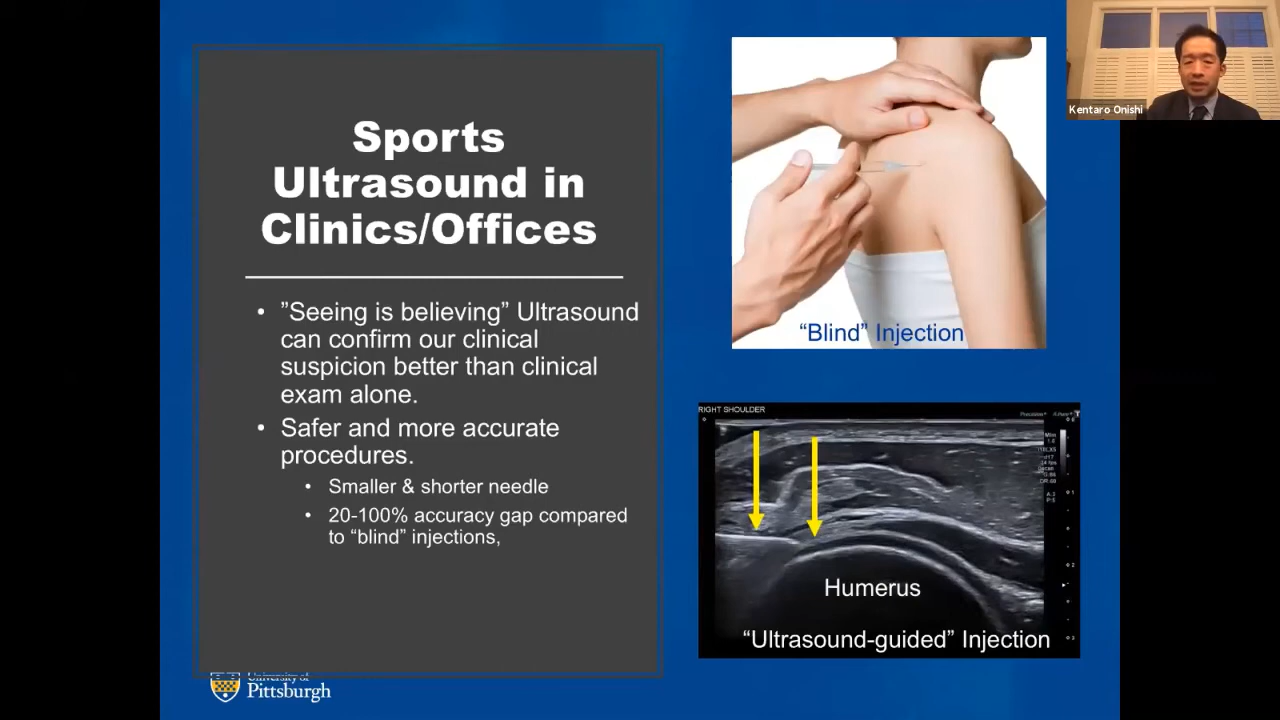 Sports
Ultrasound in
Clinics/Offices
• ”Seeing is believing” Ultrasound
can confirm our clinical
suspicion better than clinical
exam alone.
• Safer and more accurate
procedures.
• Smaller & shorter needle
• 20-100% accuracy gap compared
to “blind” injections,
University of
Pittsburgh
“Blind” Injection
RIGHT SHOULDER
Humerus
“Ultrasound-guided” Injection
Kentaro Onishi